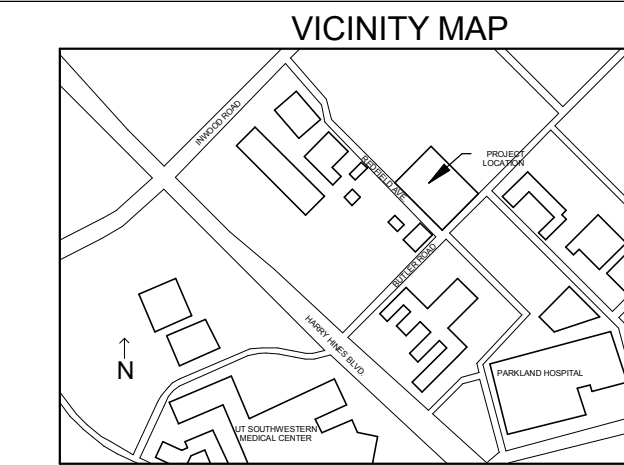 VICINITY MAP
INWOOD ROAD
REDFIELD AVE
PROJECT
LOCATION
BUTLER ROAD
HARRY HINES BLVD.
N
PARKLAND HOSPITAL
UT SOUTHWESTERN
MEDICAL CENTER